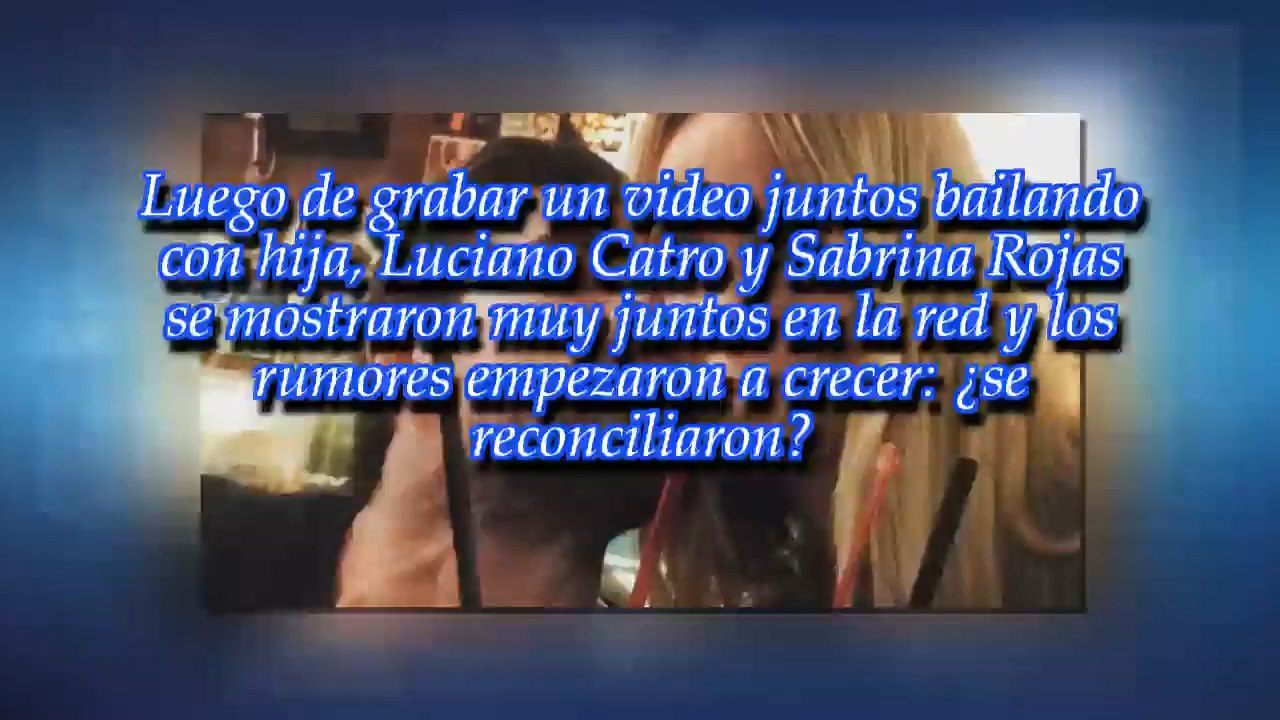 Luego de grabar un video juntos bailando
con hija, Luciano Catro y Sabrina Rojas
se mostraron muy juntos en la red y los
rumores empezaron a crecer: ¿se
reconciliaron?